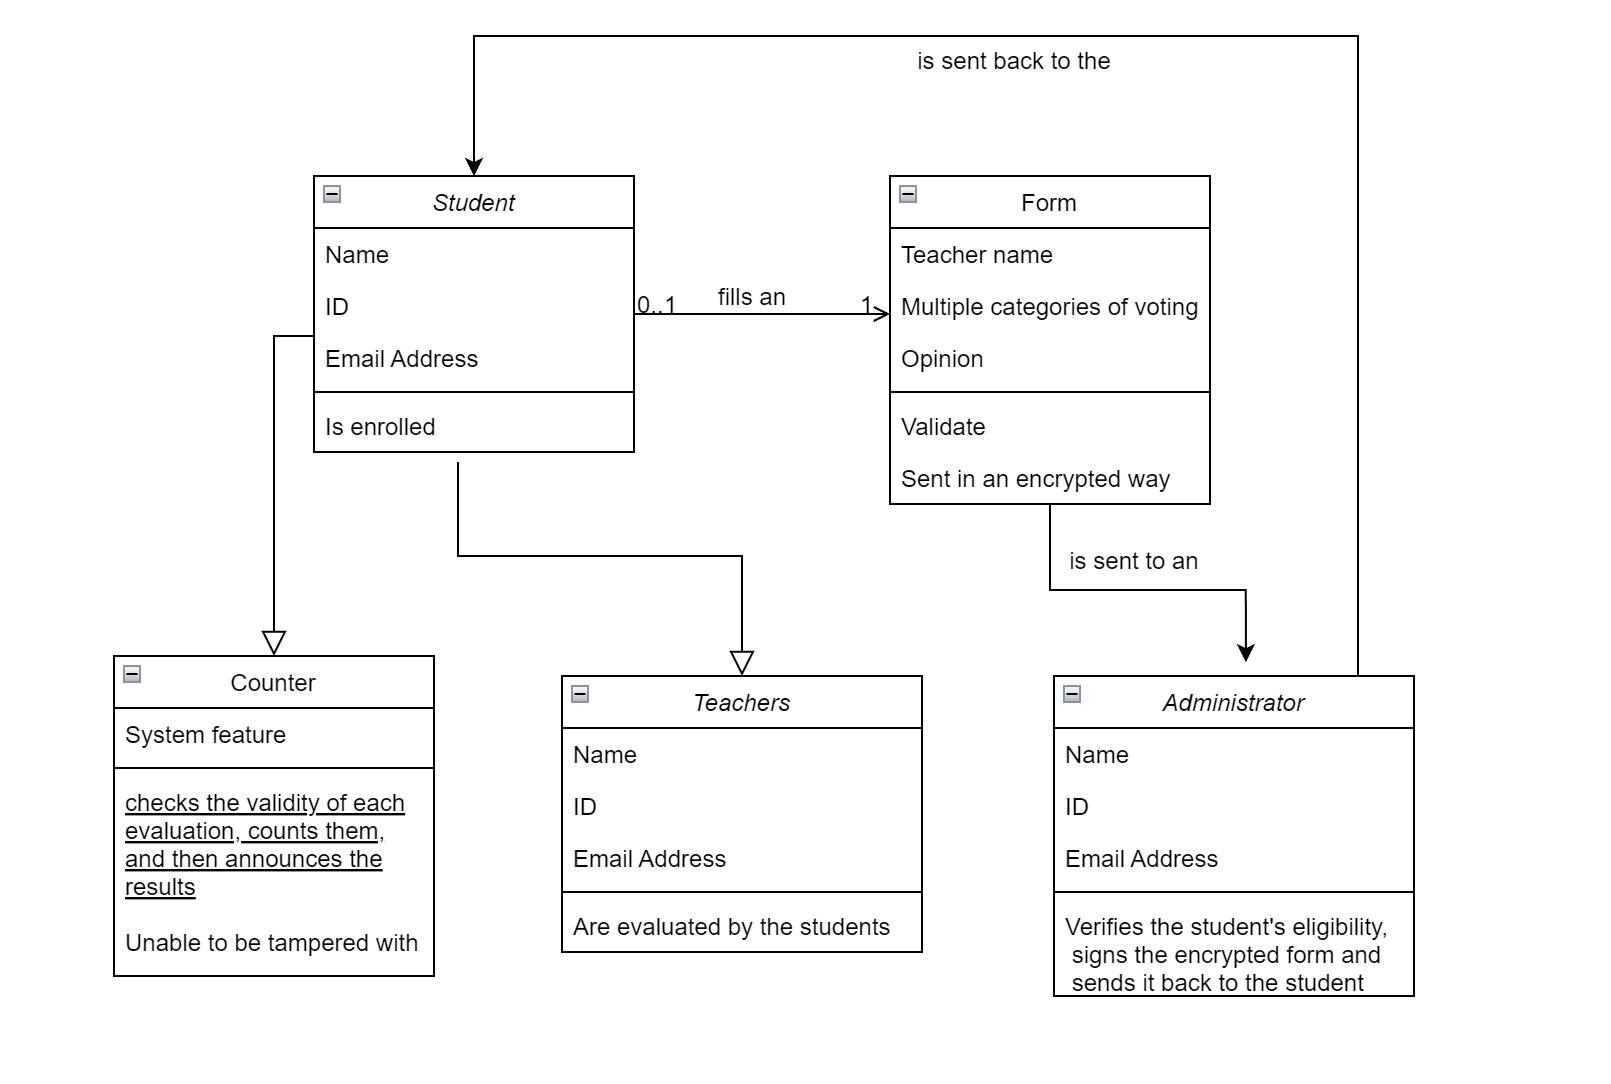 is sent back to the
Student
Name
ID
Email Address
Is enrolled
0..1
fills an
1
Form
Teacher name
Multiple categories of voting
Opinion
Validate
Sent in an encrypted way
is sent to an
Counter
System feature
checks the validity of each
evaluation, counts them,
and then announces the
results
Unable to be tampered with
Teachers
Name
ID
Email Address
Are evaluated by the students
Administrator
Name
ID
Email Address
Verifies the student's eligibility,
signs the encrypted form and
sends it back to the student